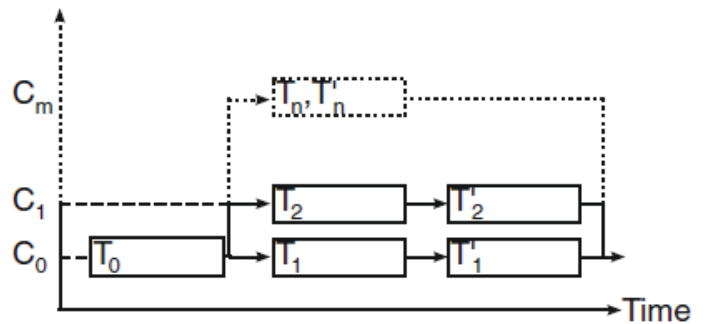 Cₘ Tₙ,T'ₙ
C₁ T₂ T'₂
C₀ T₀ T₁ T'₁
Time